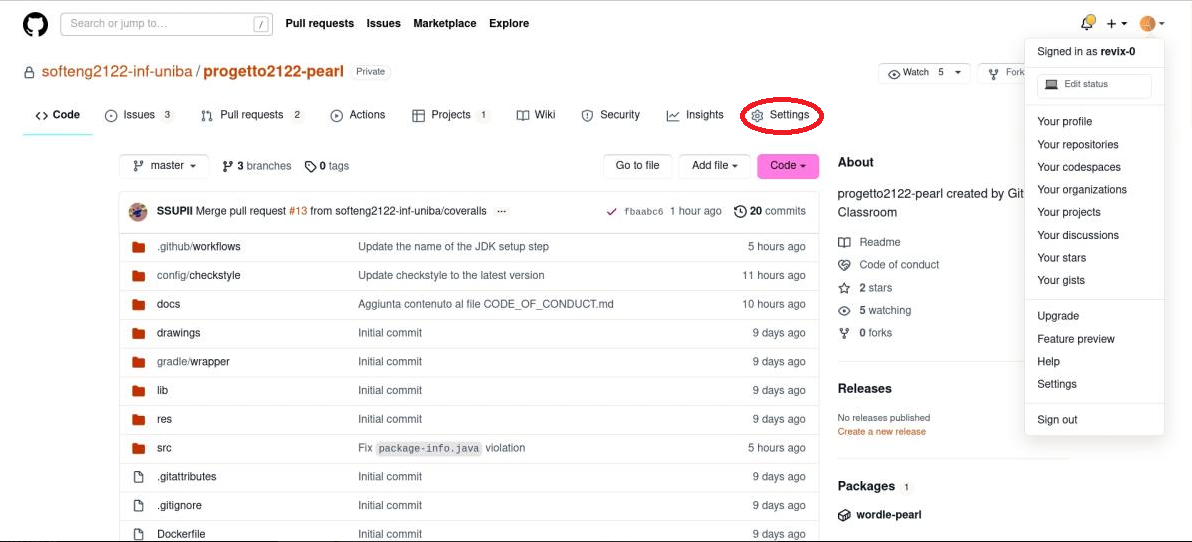 Search or jump to... /
Pull requests Issues Marketplace Explore
softeng2122-inf-uniba / progetto2122-pearl Private
Watch 5
Fork
Code
Issues 3
Pull requests 2
Actions
Projects 1
Wiki
Security
Insights
Settings
master
3 branches
0 tags
Go to file
Add file
Code
SSUPII Merge pull request #13 from softeng2122-inf-uniba/coveralls ...
fbaabc6 1 hour ago
20 commits
.github/workflows Update the name of the JDK setup step 5 hours ago
config/checkstyle Update checkstyle to the latest version 11 hours ago
docs Aggiunta contenuto al file CODE_OF_CONDUCT.md 10 hours ago
drawings Initial commit 9 days ago
gradle/wrapper Initial commit 9 days ago
lib Initial commit 9 days ago
res Initial commit 9 days ago
src Fix package-info.java violation 5 hours ago
.gitattributes Initial commit 9 days ago
.gitignore Initial commit 9 days ago
Dockerfile Initial commit 9 days ago
About
progetto2122-pearl created by Git
Classroom
Readme
Code of conduct
2 stars
5 watching
0 forks
Releases
No releases published
Create a new release
Packages 1
wordle-pearl
Signed in as revix-0
Edit status
Your profile
Your repositories
Your codespaces
Your organizations
Your projects
Your discussions
Your stars
Your gists
Upgrade
Feature preview
Help
Settings
Sign out